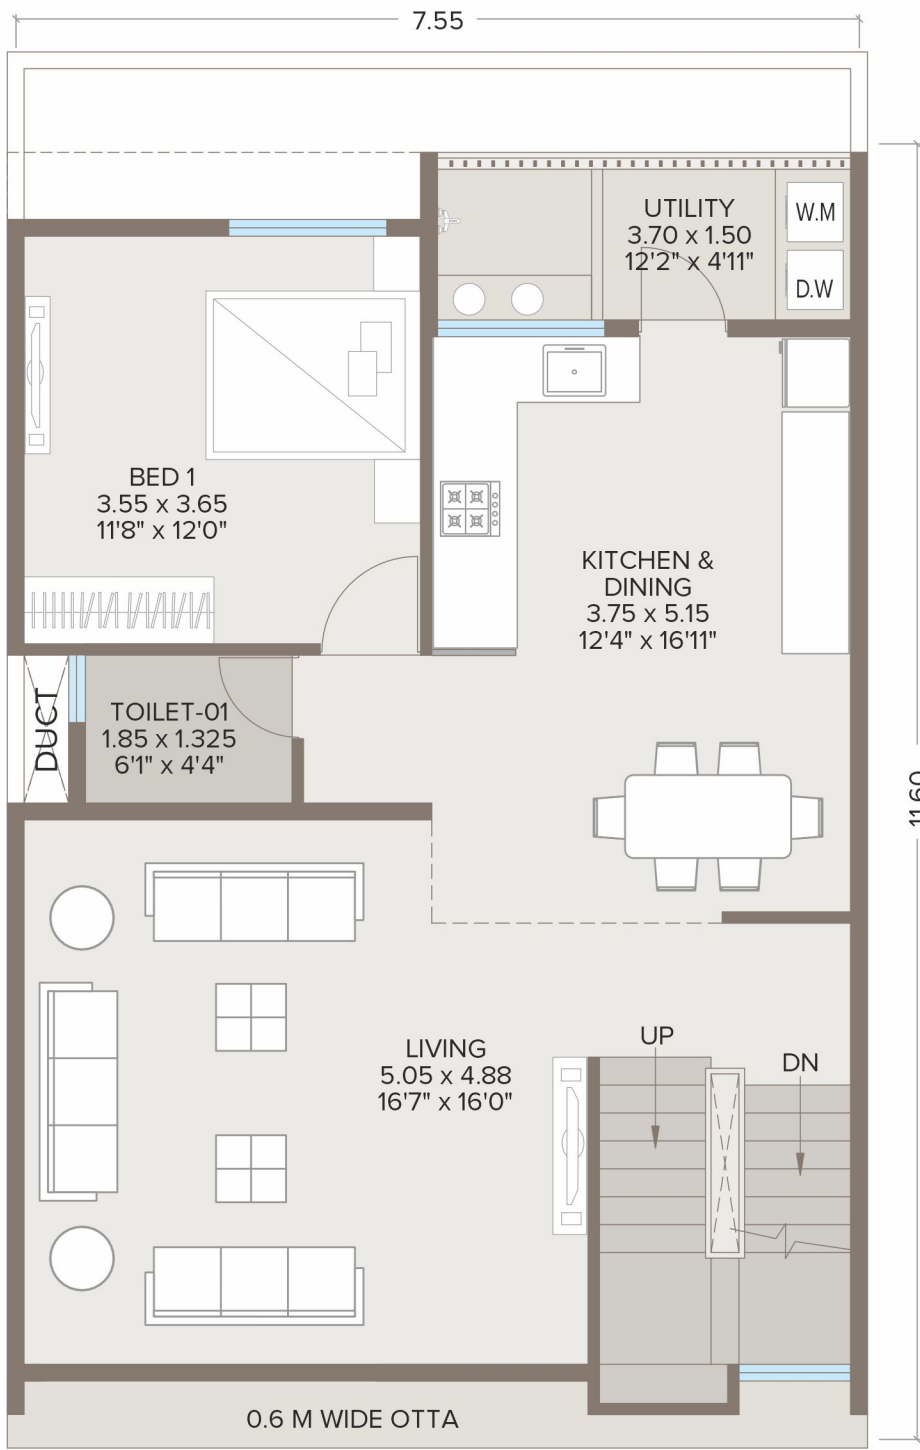 7.55
UTILITY
3.70 x 1.50
12'2" x 4'11"
W.M
D.W
BED 1
3.55 x 3.65
11'8" x 12'0"
KITCHEN &
DINING
3.75 x 5.15
12'4" x 16'11"
DUCT
TOILET-01
1.85 x 1.325
6'1" x 4'4"
11.60
LIVING
5.05 x 4.88
16'7" x 16'0"
UP
DN
0.6 M WIDE OTTA